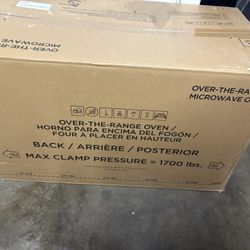 OVER-THE-RANGE
MICROWAVE
OVER-THE-RA
MICROWAVE O
OVER-THE-RANGE OVEN /
HORNO PARA ENCIMA DEL FOGÓN /
FOUR À PLACER EN HAUTEUR
BACK / ARRIÈRE / POSTERIOR
MAX CLAMP PRESSURE = 1700 lbs.